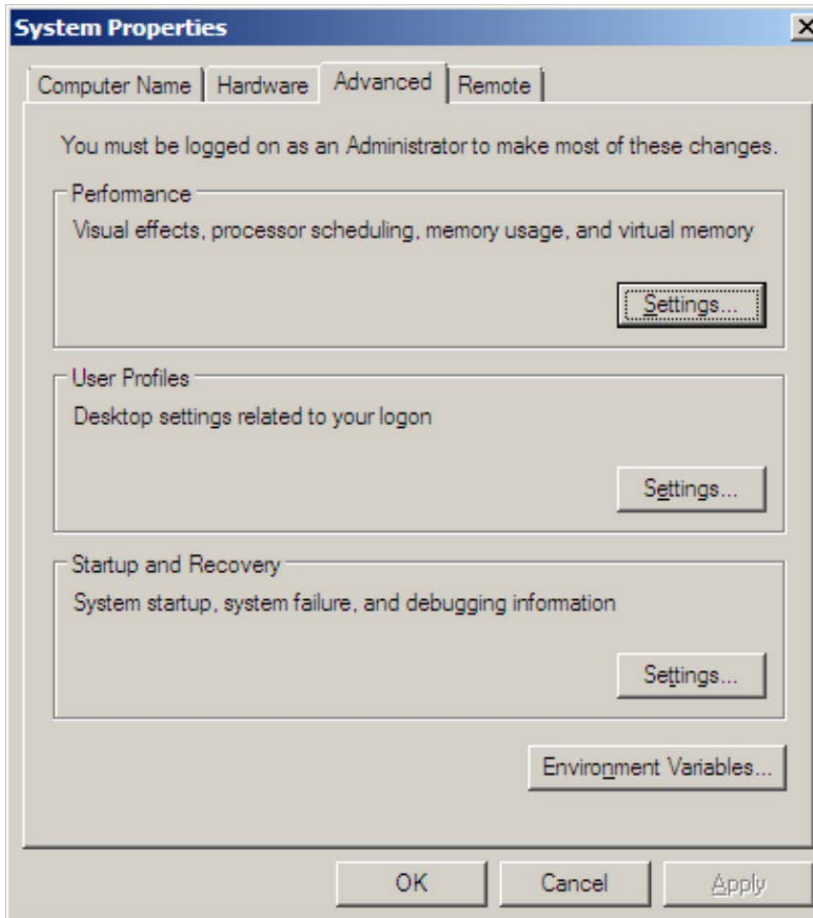 System Properties
Computer Name Hardware Advanced Remote
You must be logged on as an Administrator to make most of these changes.
Performance
Visual effects, processor scheduling, memory usage, and virtual memory
Settings...
User Profiles
Desktop settings related to your logon
Settings...
Startup and Recovery
System startup, system failure, and debugging information
Settings...
Environment Variables...
OK Cancel Apply